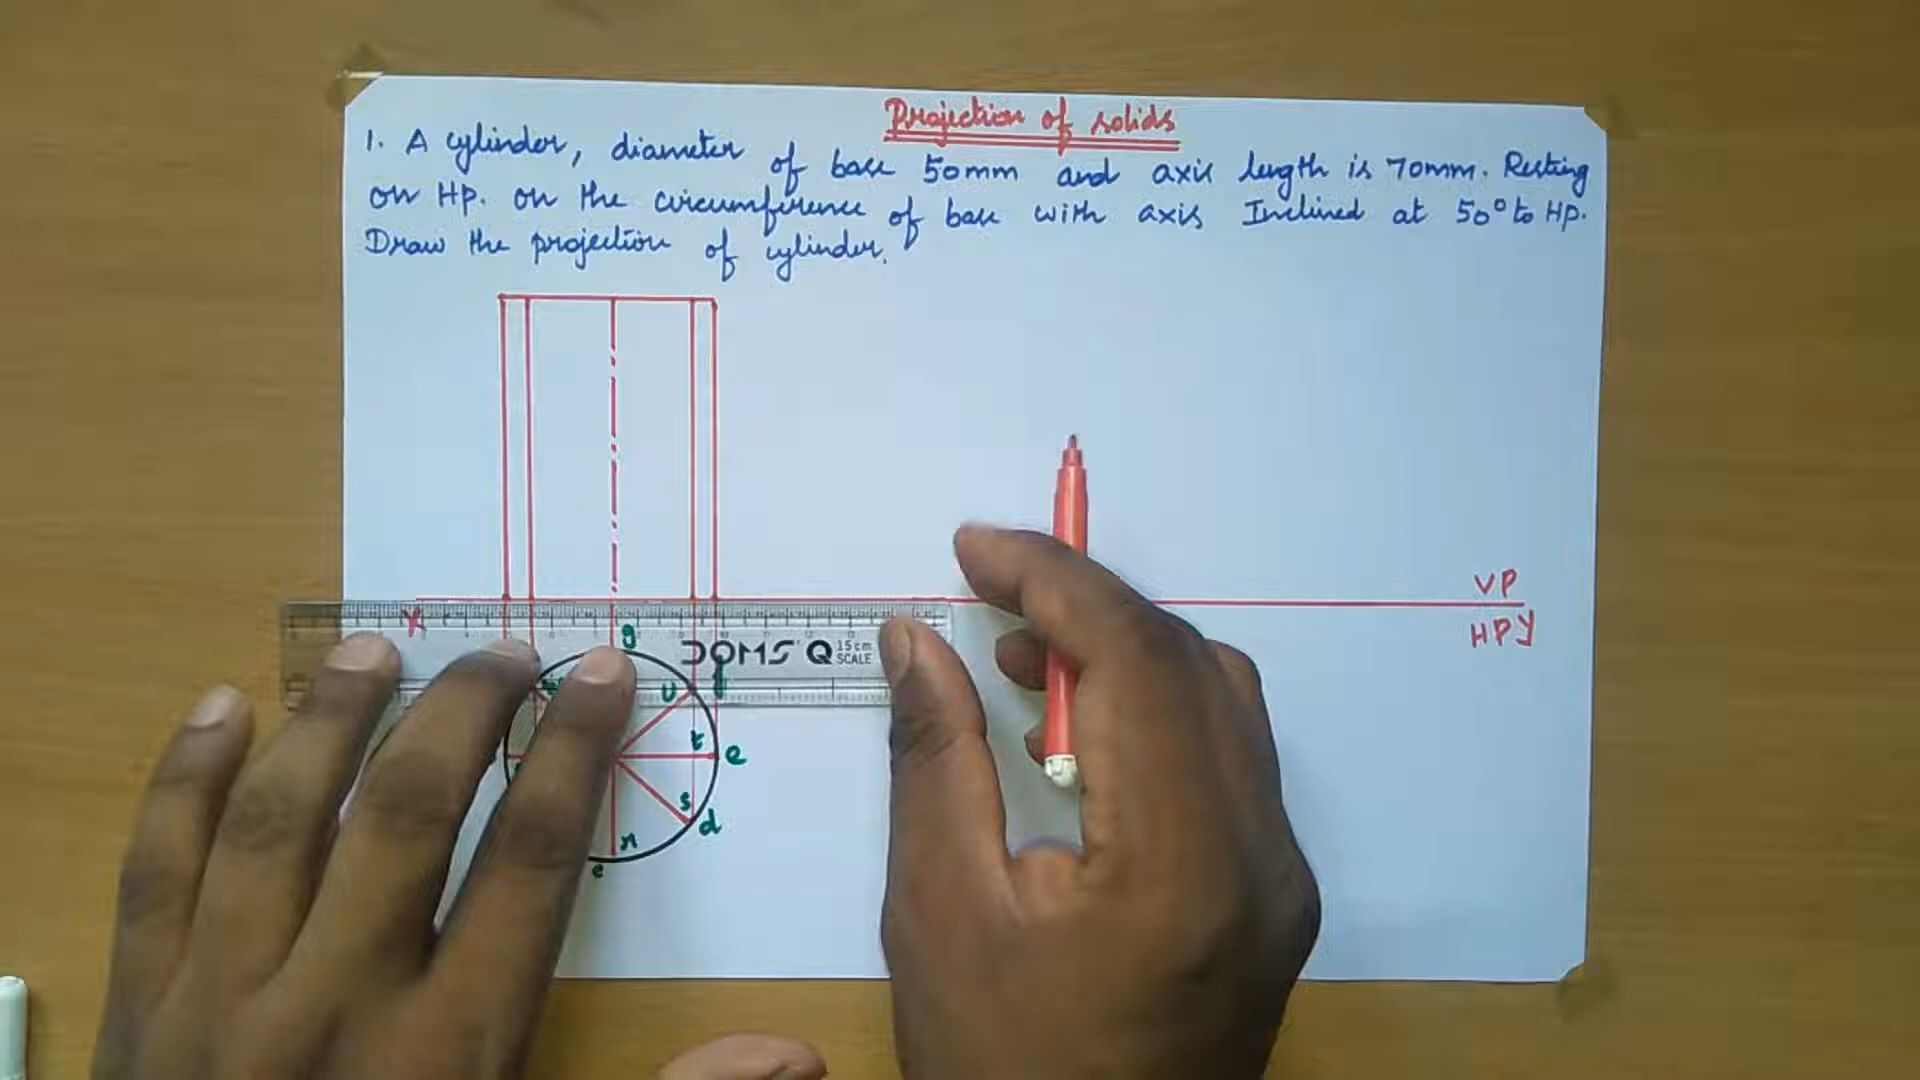 Projection of solids
1. A cylinder, diameter of base 50mm and axis length is 70mm. Resting
on HP. on the circumference of base with axis Inclined at 50° to HP.
Draw the projection of cylinder.
VP
X
HP Y
g
DOMS Q 15cm
SCALE
u f
t e
s
d
r
c